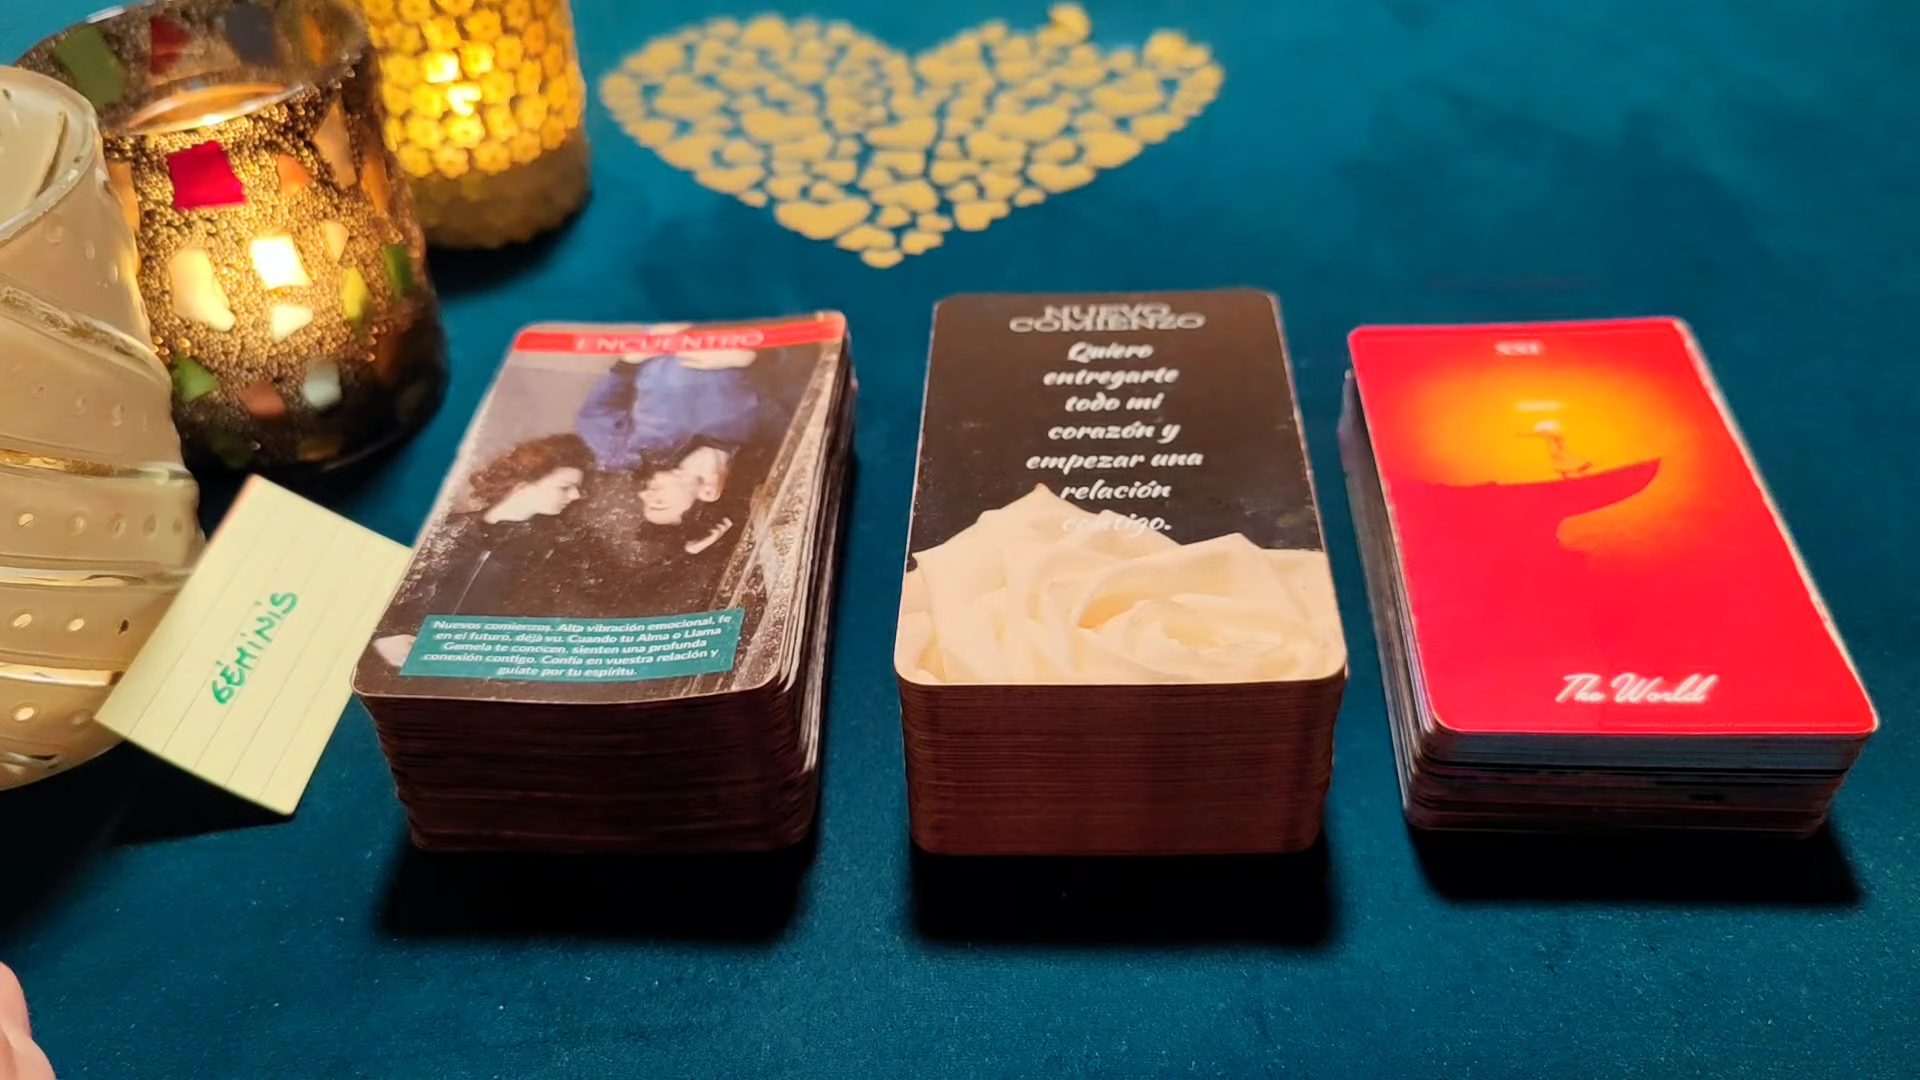 GÉMINIS
ENCUENTRO
Nuevos comienzos. Alta vibración emocional, fe
en el futuro, déjà vu. Cuando tu Alma o Llama
Gemela te conocen, sienten una profunda
conexión contigo. Confía en vuestra relación y
guíate por tu espíritu.
NUEVO
COMIENZO
Quiero
entregarte
todo mi
corazón y
empezar una
relación
contigo.
XXI
The World